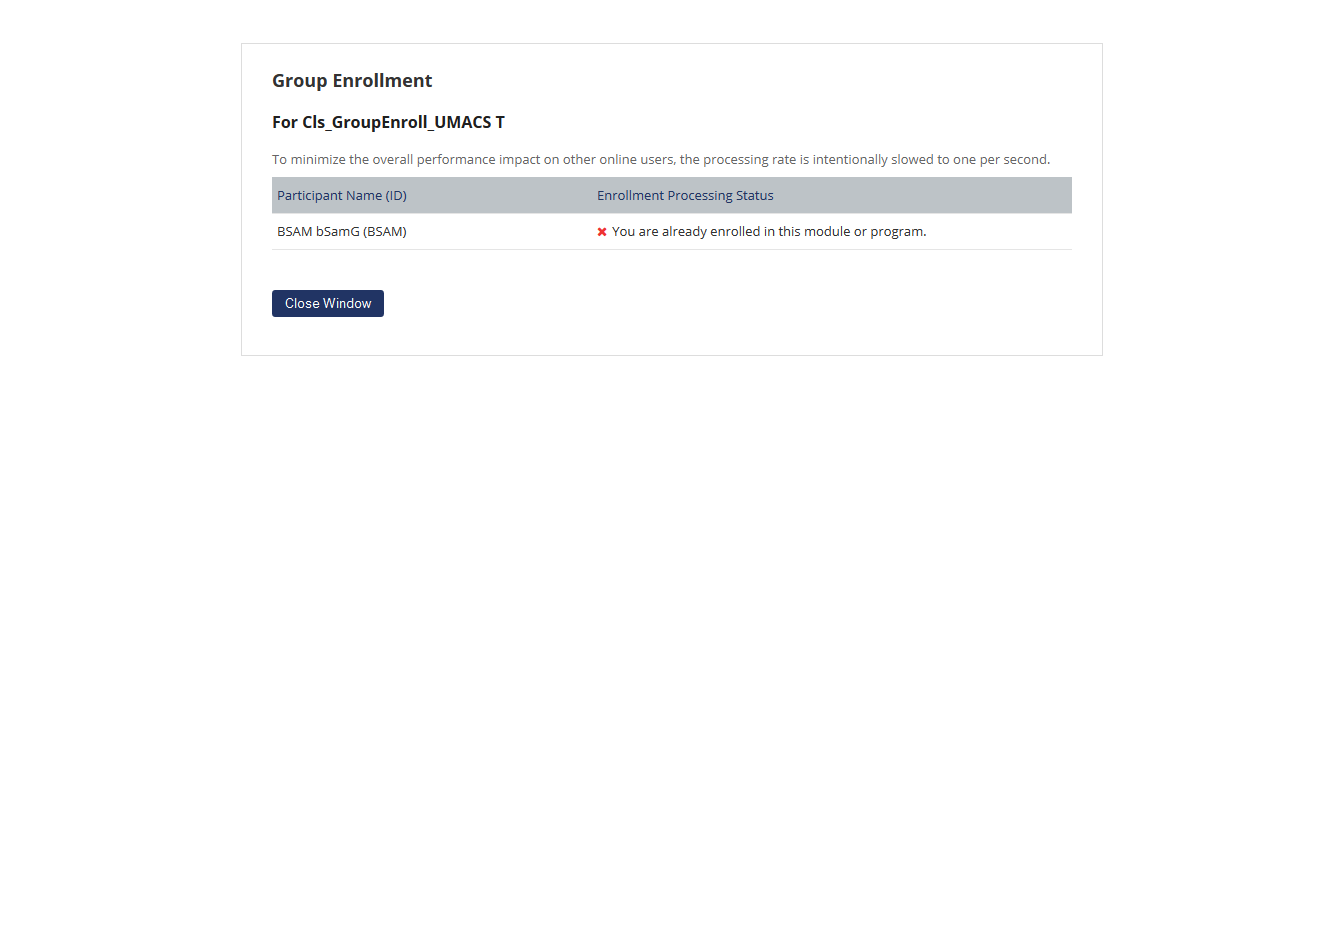 Group Enrollment
For Cls_GroupEnroll_UMACS T
To minimize the overall performance impact on other online users, the processing rate is intentionally slowed to one per second.
Participant Name (ID) Enrollment Processing Status
BSAM bSamG (BSAM) ✖ You are already enrolled in this module or program.
Close Window